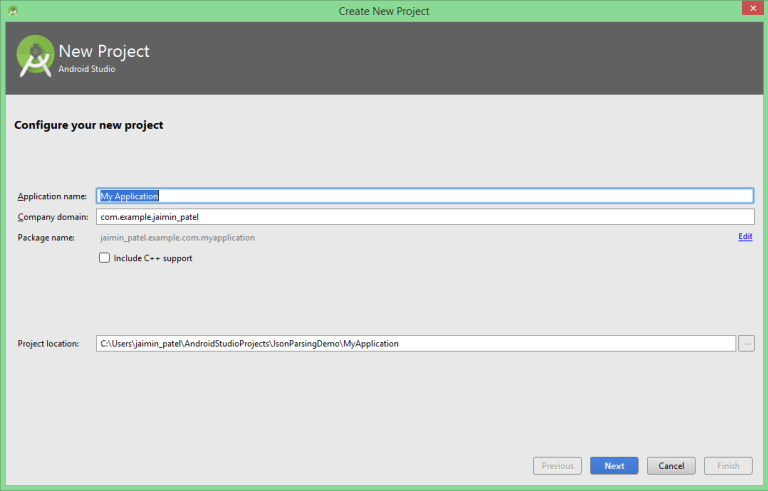 Create New Project
New Project
Android Studio
Configure your new project
Application name: My Application
Company domain: com.example.jaimin_patel
Package name: jaimin_patel.example.com.myapplication Edit
Include C++ support
Project location: C:\Users\jaimin_patel\AndroidStudioProjects\JsonParsingDemo\MyApplication ...
Previous Next Cancel Finish